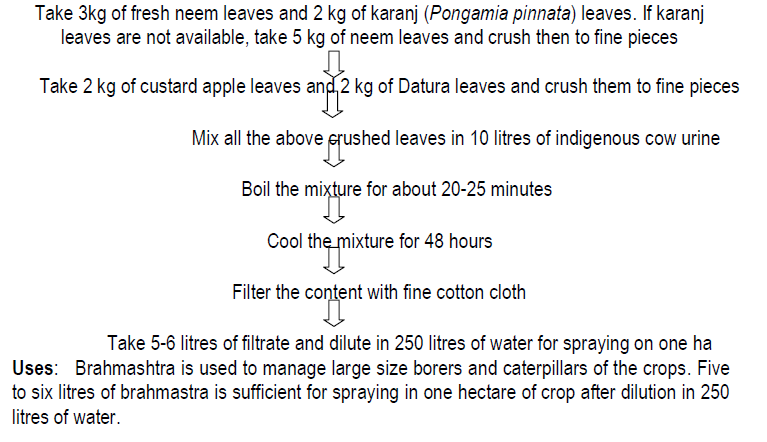 Take 3kg of fresh neem leaves and 2 kg of karanj (Pongamia pinnata) leaves. If karanj
leaves are not available, take 5 kg of neem leaves and crush then to fine pieces
Take 2 kg of custard apple leaves and 2 kg of Datura leaves and crush them to fine pieces
Mix all the above crushed leaves in 10 litres of indigenous cow urine
Boil the mixture for about 20-25 minutes
Cool the mixture for 48 hours
Filter the content with fine cotton cloth
Take 5-6 litres of filtrate and dilute in 250 litres of water for spraying on one ha
Uses: Brahmashtra is used to manage large size borers and caterpillars of the crops. Five
to six litres of brahmastra is sufficient for spraying in one hectare of crop after dilution in 250
litres of water.